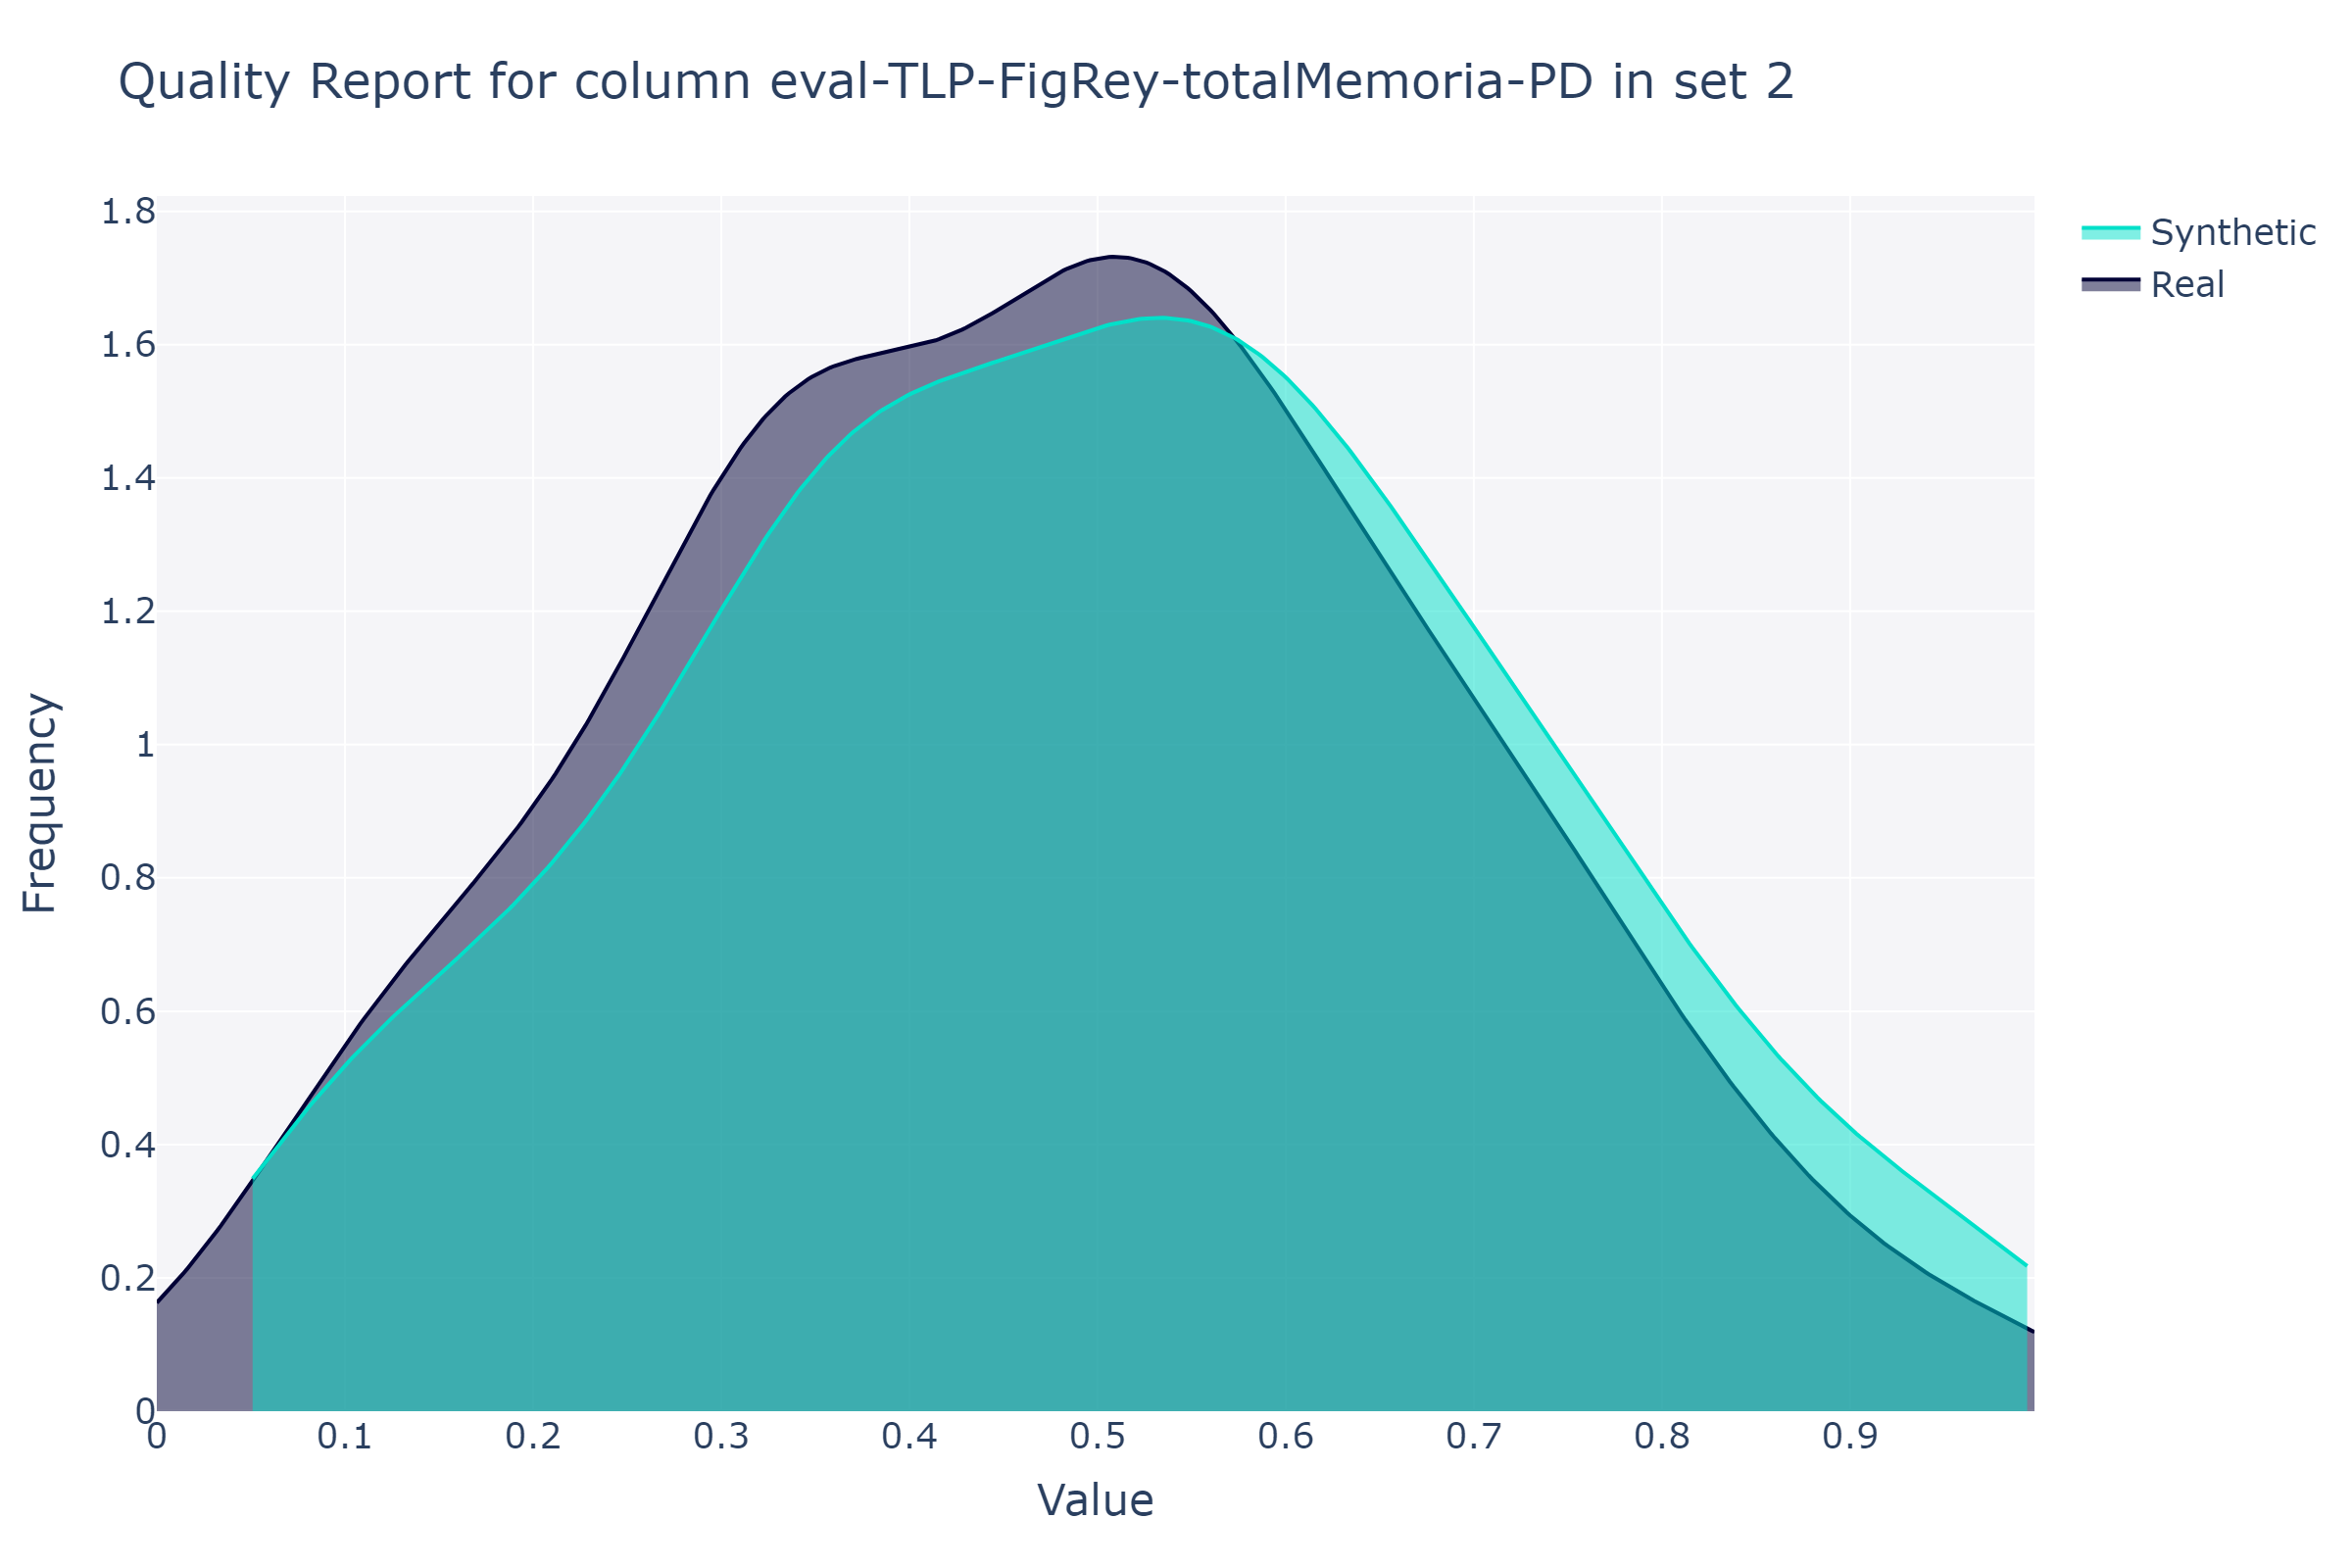 Quality Report for column eval-TLP-FigRey-totalMemoria-PD in set 2
Synthetic
Real
1.8
1.6
1.4
1.2
1
0.8
0.6
0.4
0.2
0
Frequency
0 0.1 0.2 0.3 0.4 0.5 0.6 0.7 0.8 0.9
Value